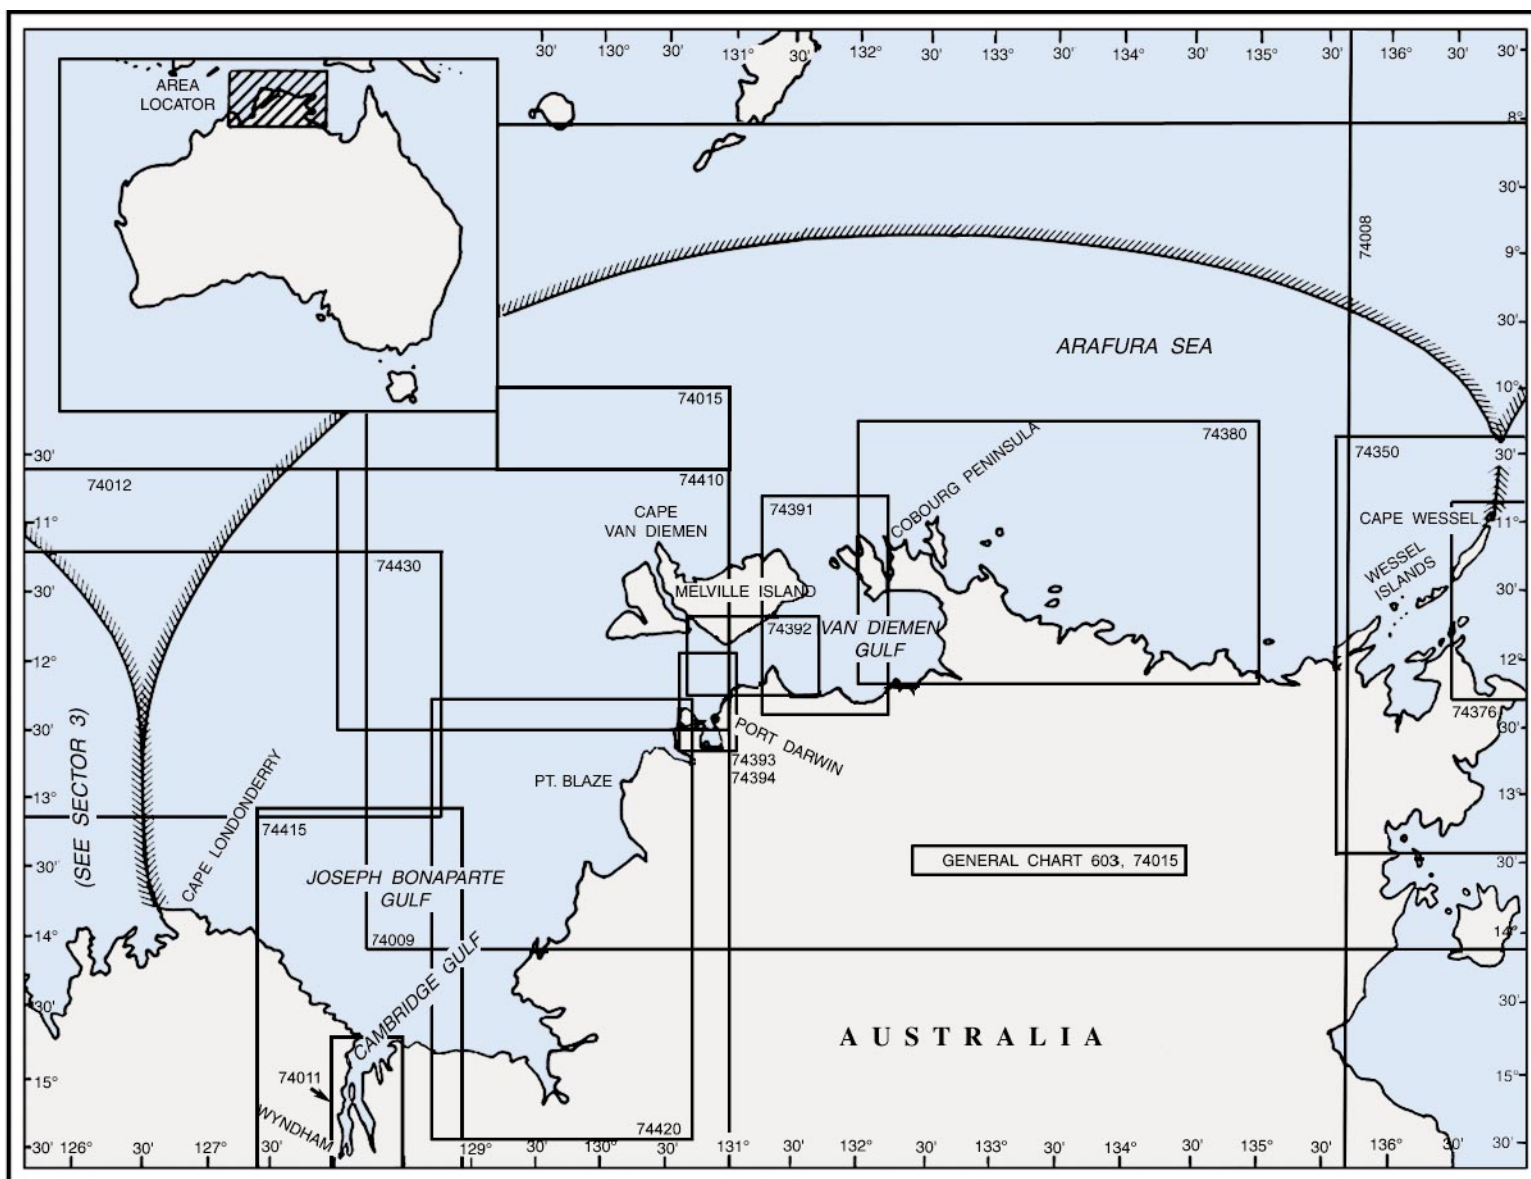 30' 130° 30' 131° 30' 132° 30' 133° 30' 134° 30' 135° 30' 136° 30' 30'
AREA
LOCATOR
8°
30'
74008
9°
30'
ARAFURA SEA
10°
74015
74380
74350
30'
30'
74410
74012
COBOURG PENINSULA
74391
CAPE
VAN DIEMEN
CAPE WESSEL
11°
11°
WESSEL
ISLANDS
74430
30'
MELVILLE ISLAND
30'
74392
VAN DIEMEN
GULF
12°
12°
74376
30'
30'
PORT DARWIN
74393
74394
PT. BLAZE
(SEE SECTOR 3)
CAPE LONDONDERRY
13°
13°
74415
GENERAL CHART 603, 74015
30'
30'
JOSEPH BONAPARTE
GULF
74009
14°
14°
CAMBRIDGE GULF
30'
30'
AUSTRALIA
74011
15°
15°
WYNDHAM
74420
30' 126° 30' 127° 30' 129° 30' 130° 30' 131° 30' 132° 30' 133° 30' 134° 30' 135° 30' 136° 30' 30'